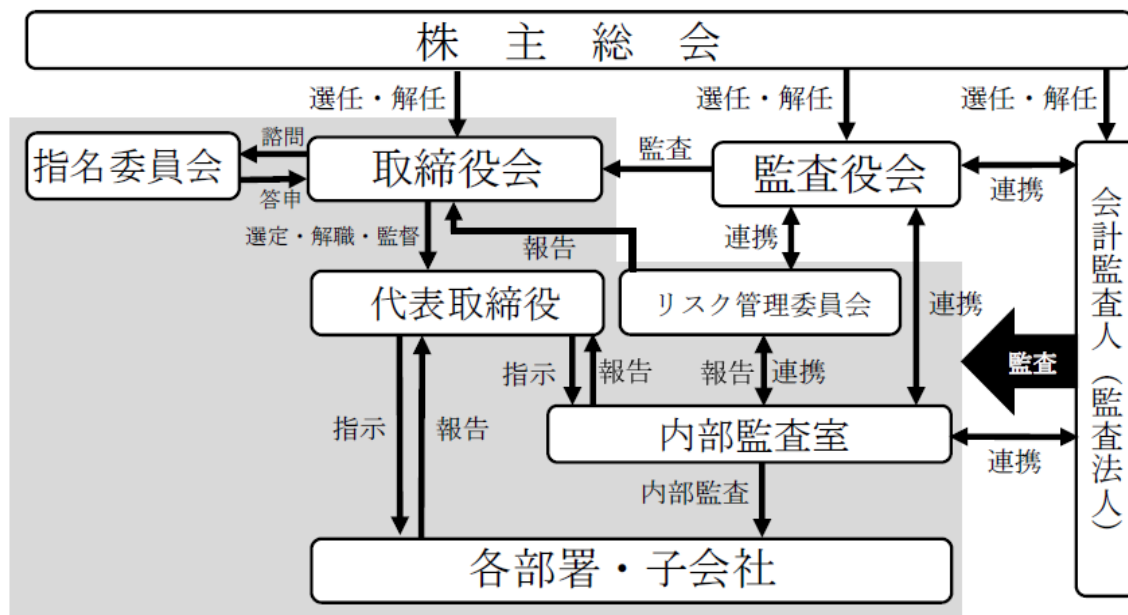 株 主 総 会
選任・解任
選任・解任
選任・解任
指名委員会
諮問
答申
取締役会
監査
監査役会
連携
会計監査人（監査法人）
選定・解職・監督
報告
連携
連携
代表取締役
リスク管理委員会
監査
指示
報告
報告
連携
指示
報告
内部監査室
連携
内部監査
各部署・子会社